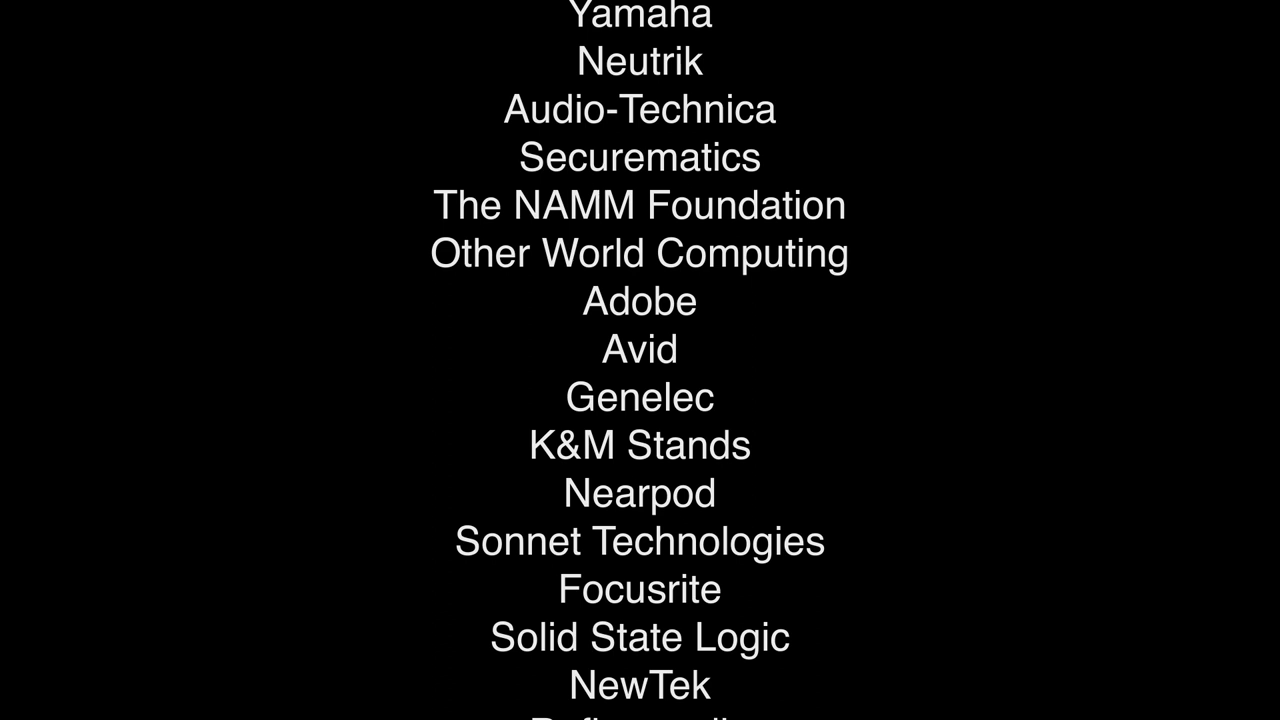 Yamaha
Neutrik
Audio-Technica
Securematics
The NAMM Foundation
Other World Computing
Adobe
Avid
Genelec
K&M Stands
Nearpod
Sonnet Technologies
Focusrite
Solid State Logic
NewTek